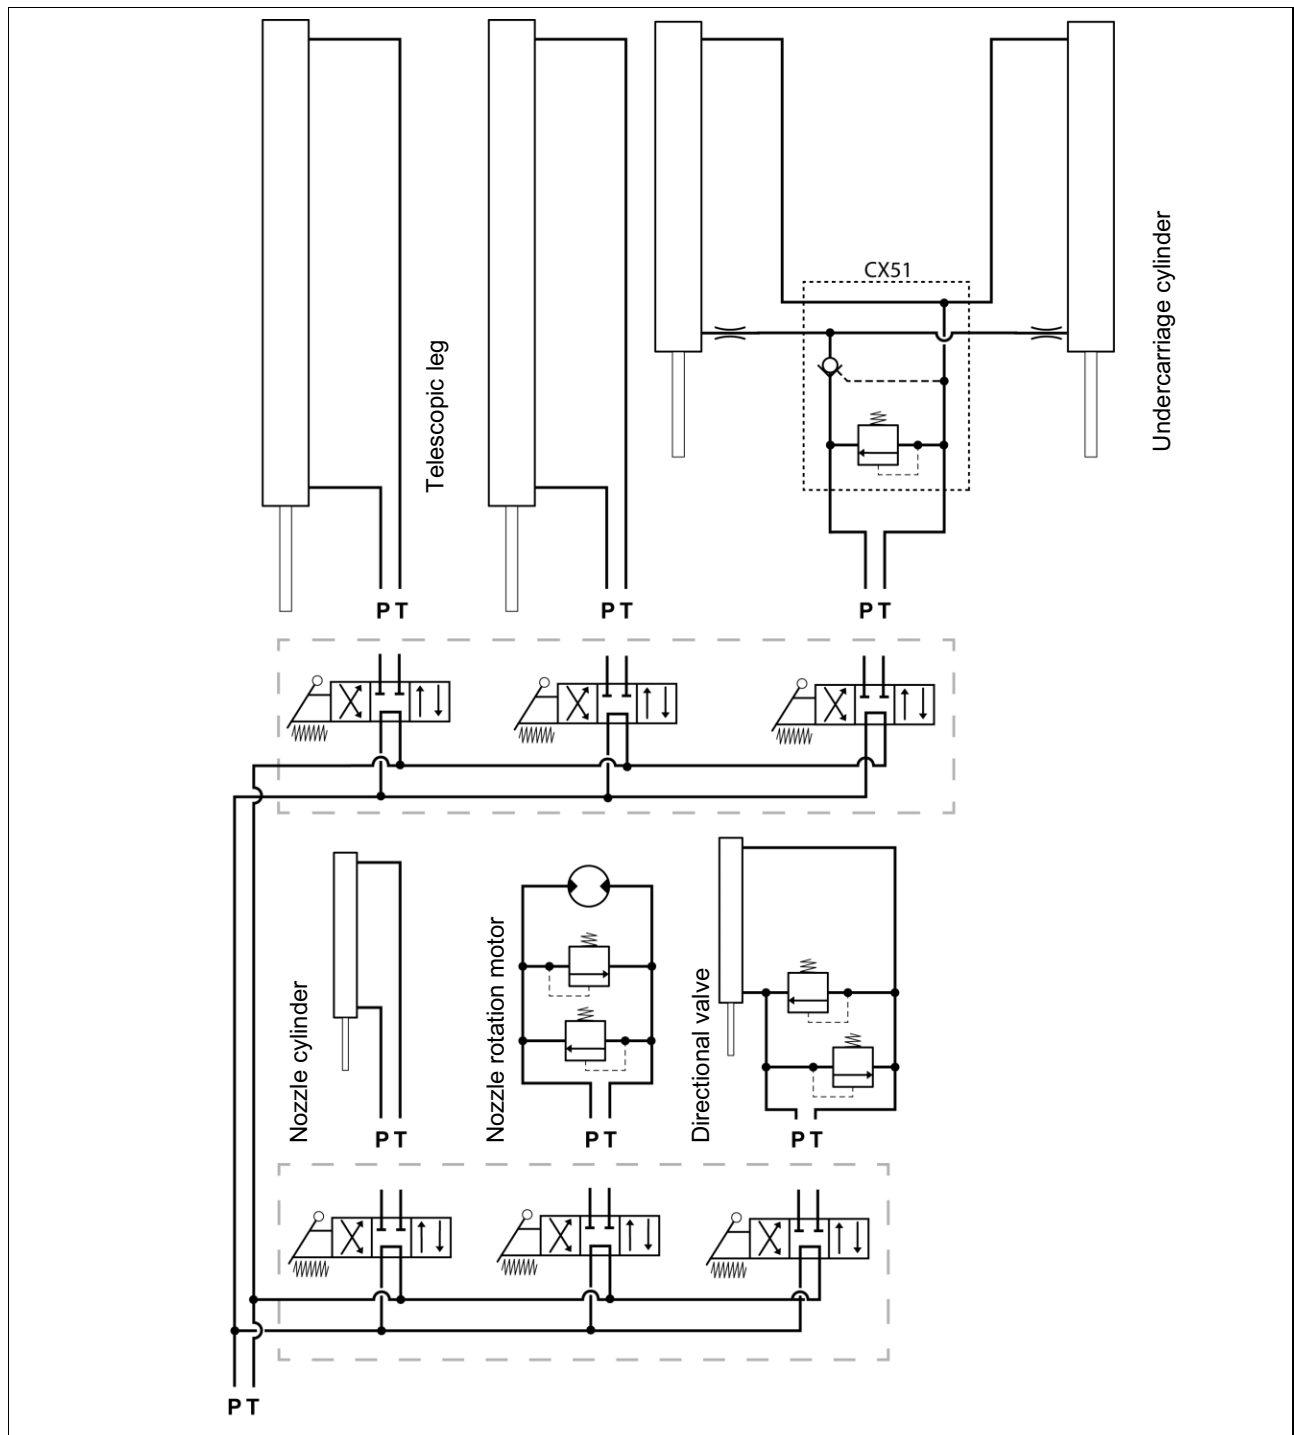 CX51
Undercarriage cylinder
Telescopic leg
P T
P T
P T
Nozzle cylinder
Nozzle rotation motor
Directional valve
P T
P T
P T
P T